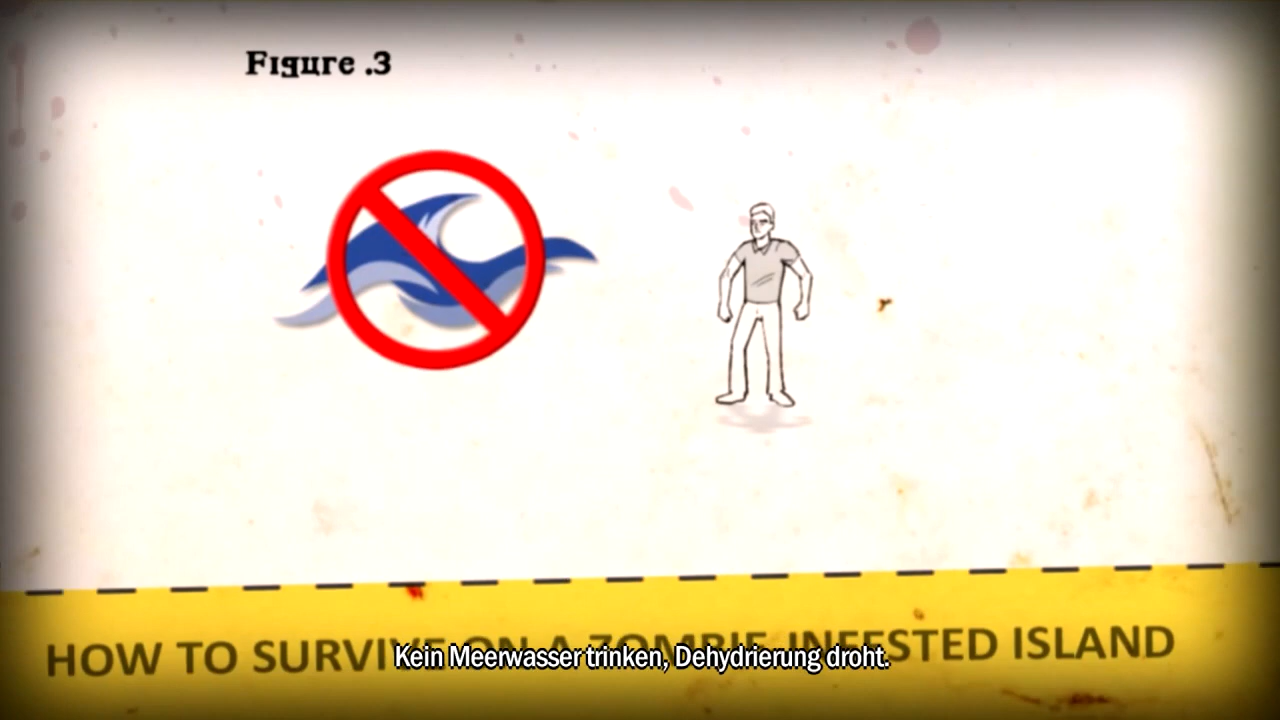 Figure .3
HOW TO SURVIVE ON A ZOMBIE-INFESTED ISLAND
Kein Meerwasser trinken, Dehydrierung droht.